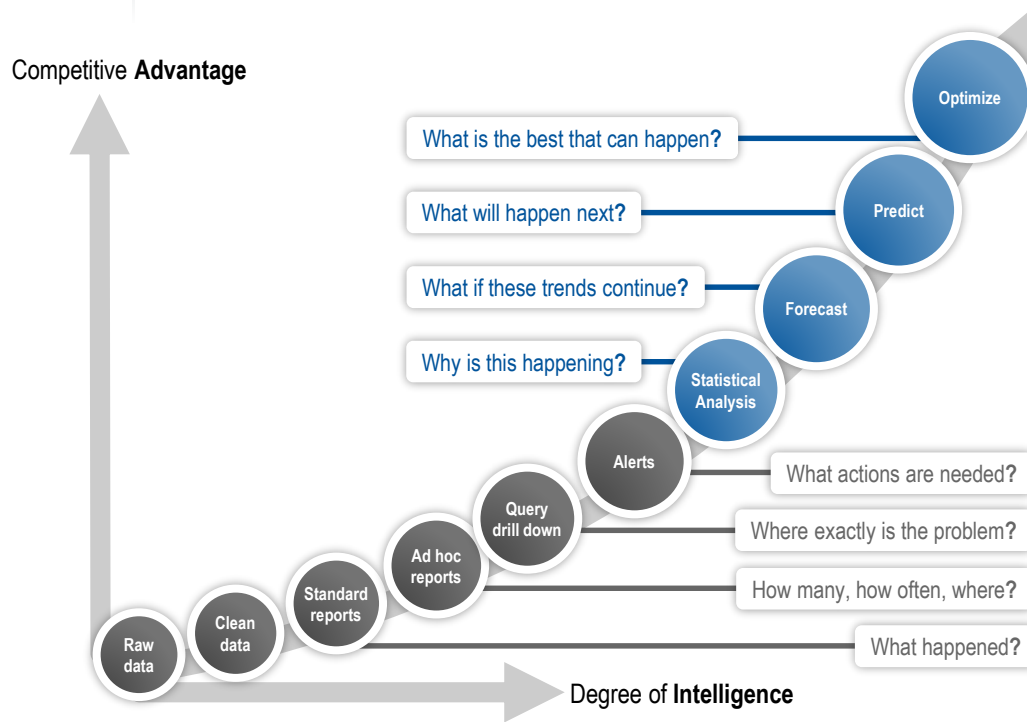 Competitive Advantage
Optimize
What is the best that can happen?
Predict
What will happen next?
What if these trends continue?
Forecast
Why is this happening?
Statistical
Analysis
Alerts
What actions are needed?
Query
drill down
Where exactly is the problem?
Ad hoc
reports
How many, how often, where?
Standard
reports
Clean
data
What happened?
Raw
data
Degree of Intelligence